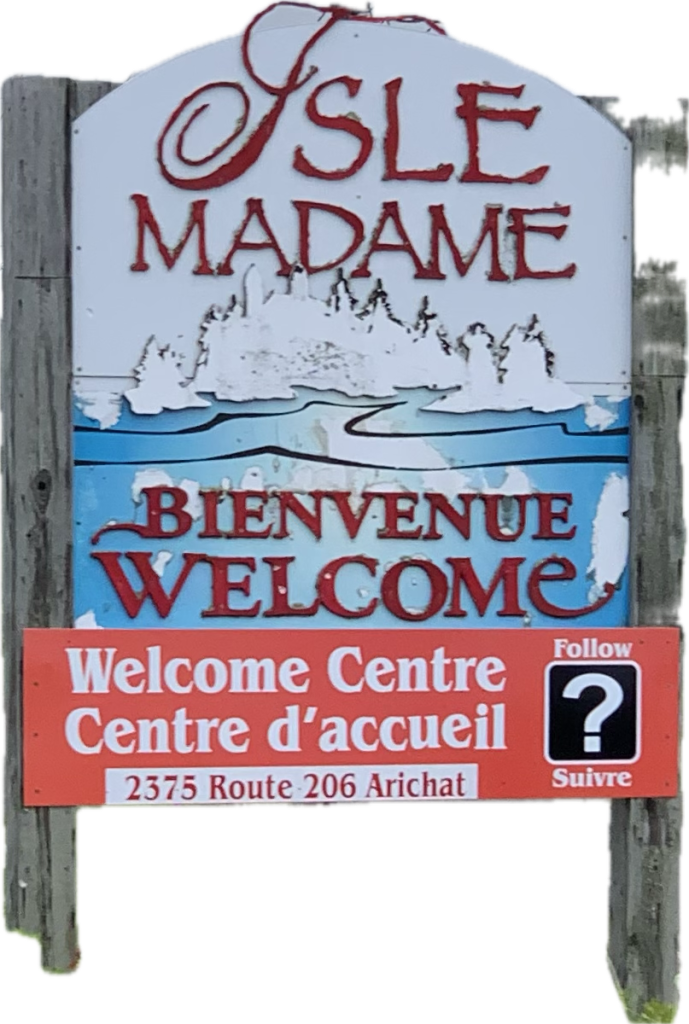 ISLE
MADAME
BIENVENUE
WELCOMe
Welcome Centre
Centre d'accueil
2375 Route 206 Arichat
Follow
?
Suivre